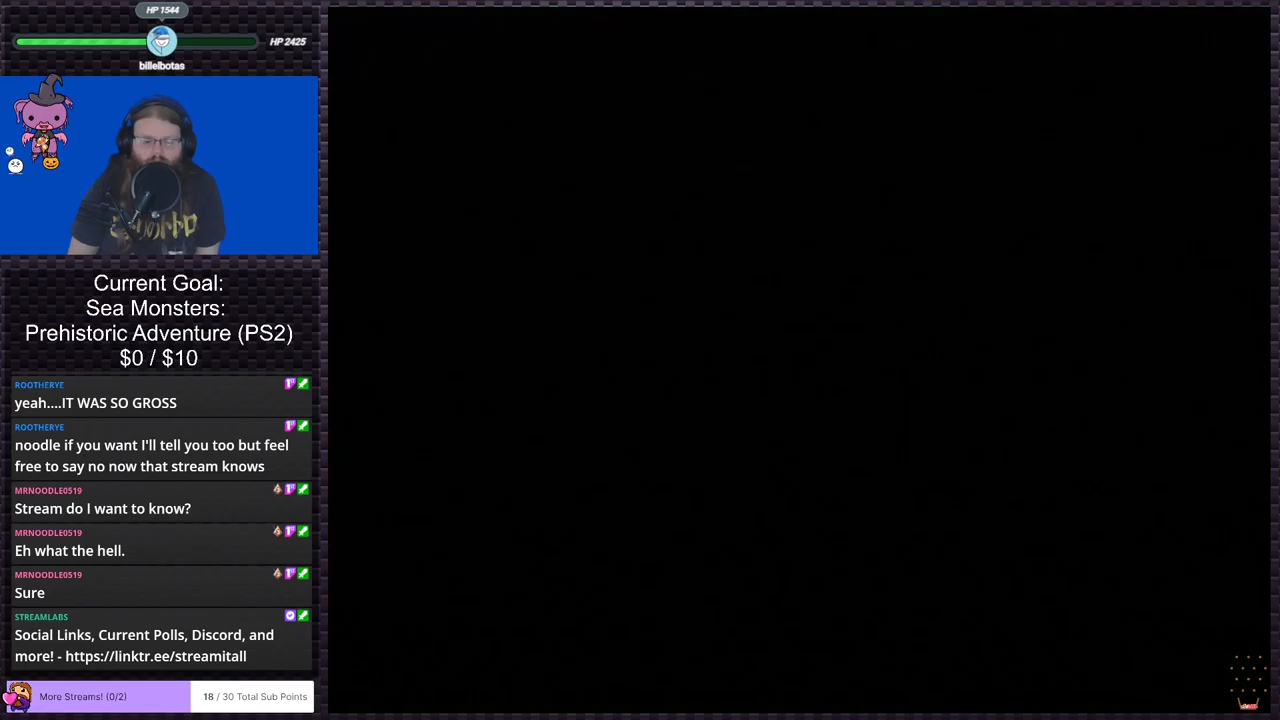 HP 1544
HP 2425
billelbotas
Current Goal:
Sea Monsters:
Prehistoric Adventure (PS2)
$0 / $10
ROOTHERYE
yeah....IT WAS SO GROSS
ROOTHERYE
noodle if you want I'll tell you too but feel
free to say no now that stream knows
MRNOODLE0519
Stream do I want to know?
MRNOODLE0519
Eh what the hell.
MRNOODLE0519
Sure
STREAMLABS
Social Links, Current Polls, Discord, and
more! - https://linktr.ee/streamitall
More Streams! (0/2)
18 / 30 Total Sub Points